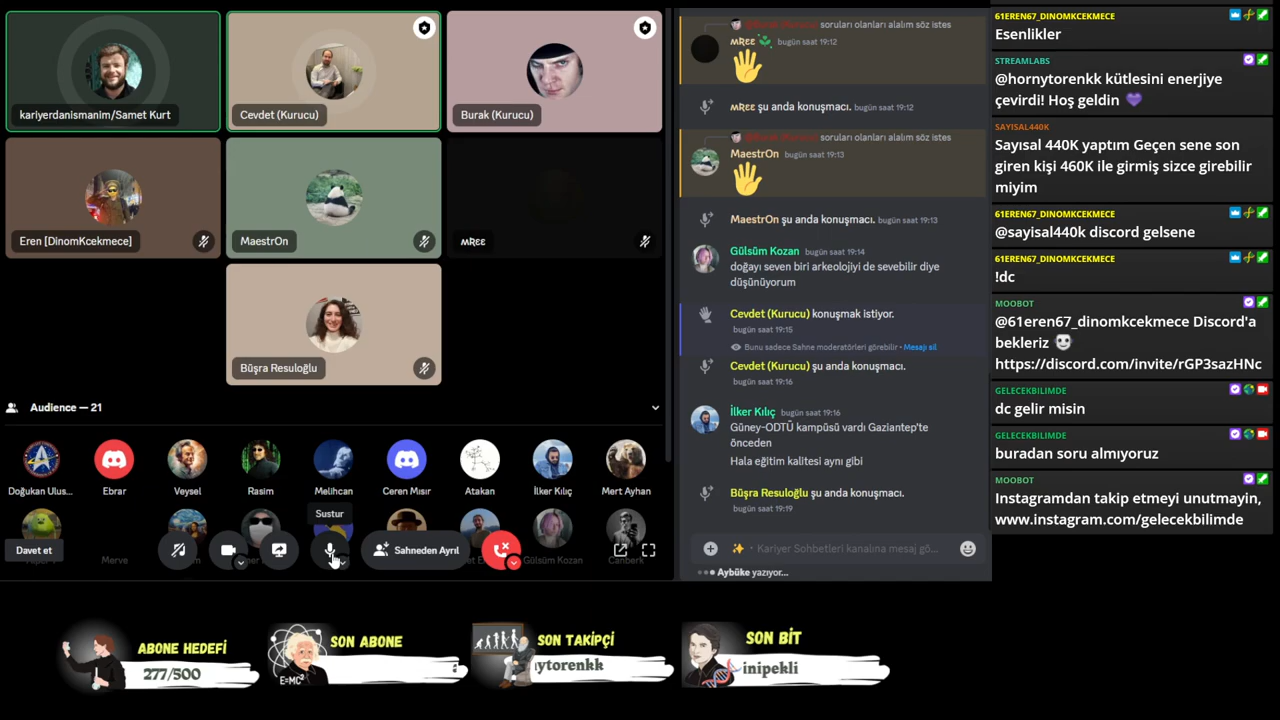 kariyerdanismanim/Samet Kurt
Cevdet (Kurucu)
Burak (Kurucu)
Eren [DinomKcekmece]
MaestrOn
ᴍʀᴇᴇ
Büşra Resuloğlu
Audience — 21
Doğukan Ulus...
Ebrar
Veysel
Rasim
Melihcan
Ceren Mısır
Atakan
İlker Kılıç
Mert Ayhan
Sustur
Davet et
Merve
Sahneden Ayrıl
Gülsüm Kozan
Canberk
soruları olanları alalım söz istes
ᴍʀᴇᴇ bugün saat 19:12
ᴍʀᴇᴇ şu anda konuşmacı. bugün saat 19:12
soruları olanları alalım söz istes
MaestrOn bugün saat 19:13
MaestrOn şu anda konuşmacı. bugün saat 19:13
Gülsüm Kozan bugün saat 19:14
doğayı seven biri arkeolojiyi de sevebilir diye
düşünüyorum
Cevdet (Kurucu) konuşmak istiyor.
bugün saat 19:15
Bunu sadece Sahne moderatörleri görebilir • Mesajı sil
Cevdet (Kurucu) şu anda konuşmacı.
bugün saat 19:16
İlker Kılıç bugün saat 19:16
Güney-ODTÜ kampüsü vardı Gaziantep'te
önceden
Hala eğitim kalitesi aynı gibi
Büşra Resuloğlu şu anda konuşmacı.
bugün saat 19:19
Kariyer Sohbetleri kanalına mesaj gö...
Aybüke yazıyor...
61EREN67_DINOMKCEKMECE
Esenlikler
STREAMLABS
@hornytorenkk kütlesini enerjiye
çevirdi! Hoş geldin 💜
SAYISAL440K
Sayısal 440K yaptım Geçen sene son
giren kişi 460K ile girmiş sizce girebilir
miyim
61EREN67_DINOMKCEKMECE
@sayisal440k discord gelsene
61EREN67_DINOMKCEKMECE
!dc
MOOBOT
@61eren67_dinomkcekmece Discord'a
bekleriz
https://discord.com/invite/rGP3sazHNc
GELECEKBILIMDE
dc gelir misin
GELECEKBILIMDE
buradan soru almıyoruz
MOOBOT
Instagramdan takip etmeyi unutmayin,
www.instagram.com/gelecekbilimde
ABONE HEDEFİ
277/500
E=MC²
SON ABONE
SON TAKİPÇİ
ytorenkk
SON BİT
inipekli